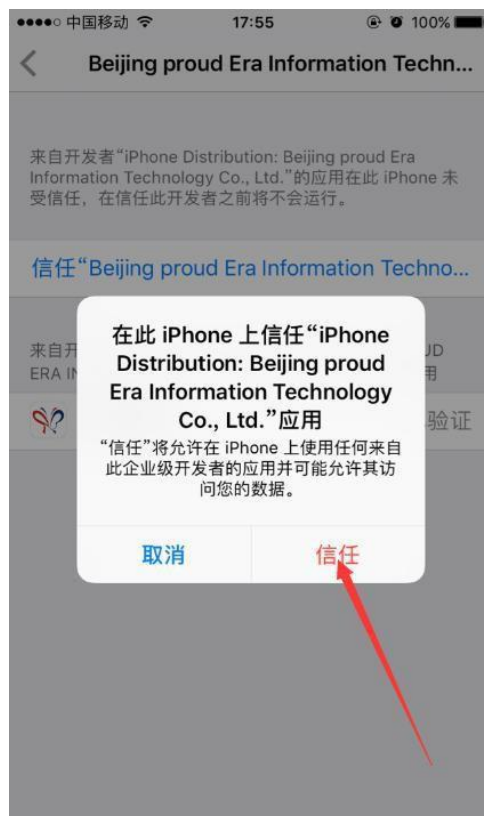 中国移动 17:55 100%
Beijing proud Era Information Techn...
来自开发者“iPhone Distribution: Beijing proud Era
Information Technology Co., Ltd.”的应用在此 iPhone 未
受信任，在信任此开发者之前将不会运行。
信任“Beijing proud Era Information Techno...
在此 iPhone 上信任“iPhone
Distribution: Beijing proud
Era Information Technology
Co., Ltd.”应用
“信任”将允许在 iPhone 上使用任何来自
此企业级开发者的应用并可能允许其访
问您的数据。
来自开
UD
ERA IN
用
验证
取消 信任